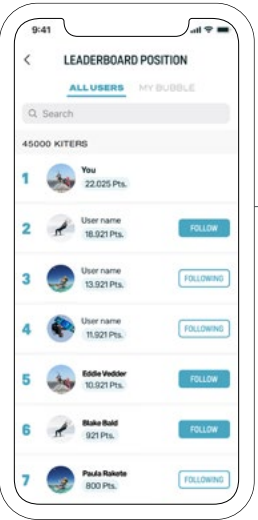 9:41
LEADERBOARD POSITION
ALL USERS MY BUBBLE
Search
45000 KITERS
1 You
22.025 Pts.
2 User name
18.021 Pts. FOLLOW
3 User name
13.921 Pts. FOLLOWING
4 User name
11.921 Pts. FOLLOWING
5 Eddie Vedder
10.921 Pts. FOLLOW
6 Blake Bald
921 Pts. FOLLOW
7 Paula Rakete
800 Pts. FOLLOWING